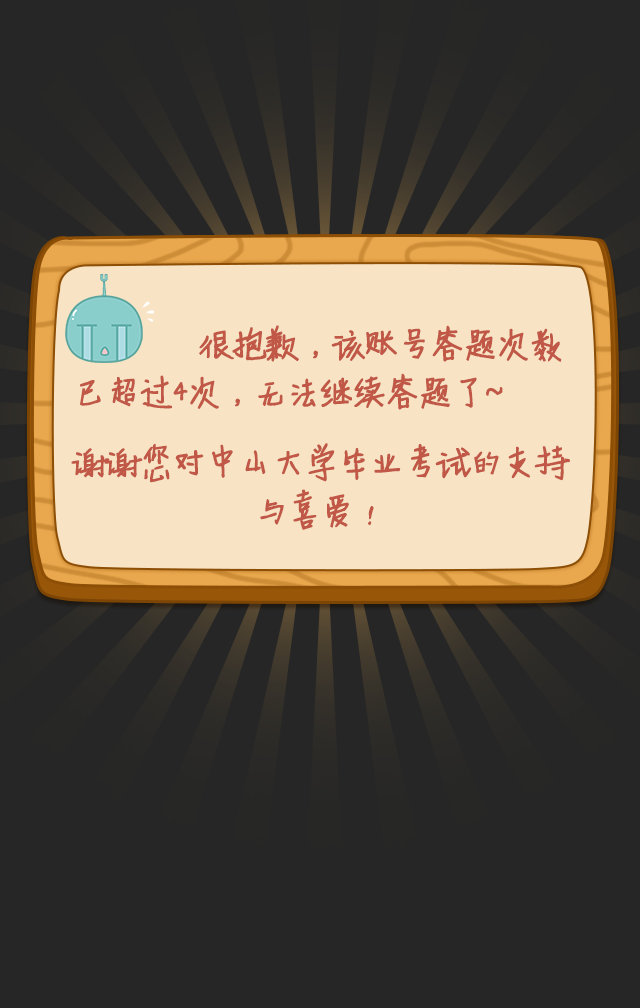 很抱歉，该账号答题次数
已超过4次，无法继续答题了~
谢谢您对中山大学毕业考试的支持
与喜爱！